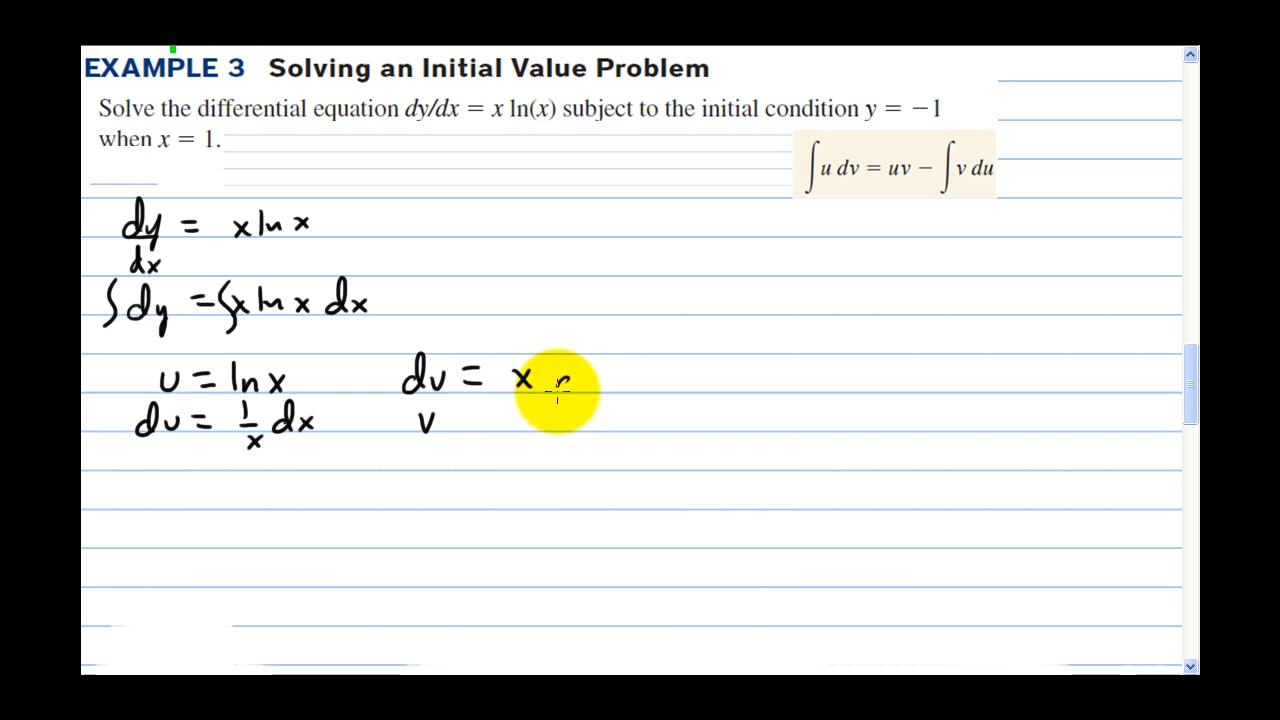 EXAMPLE 3 Solving an Initial Value Problem
Solve the differential equation dy/dx = x ln(x) subject to the initial condition y = −1
when x = 1.
∫u dv = uv − ∫v du
dy/dx = x ln x
∫dy = ∫x ln x dx
u = ln x dv = x
du = 1/x dx v